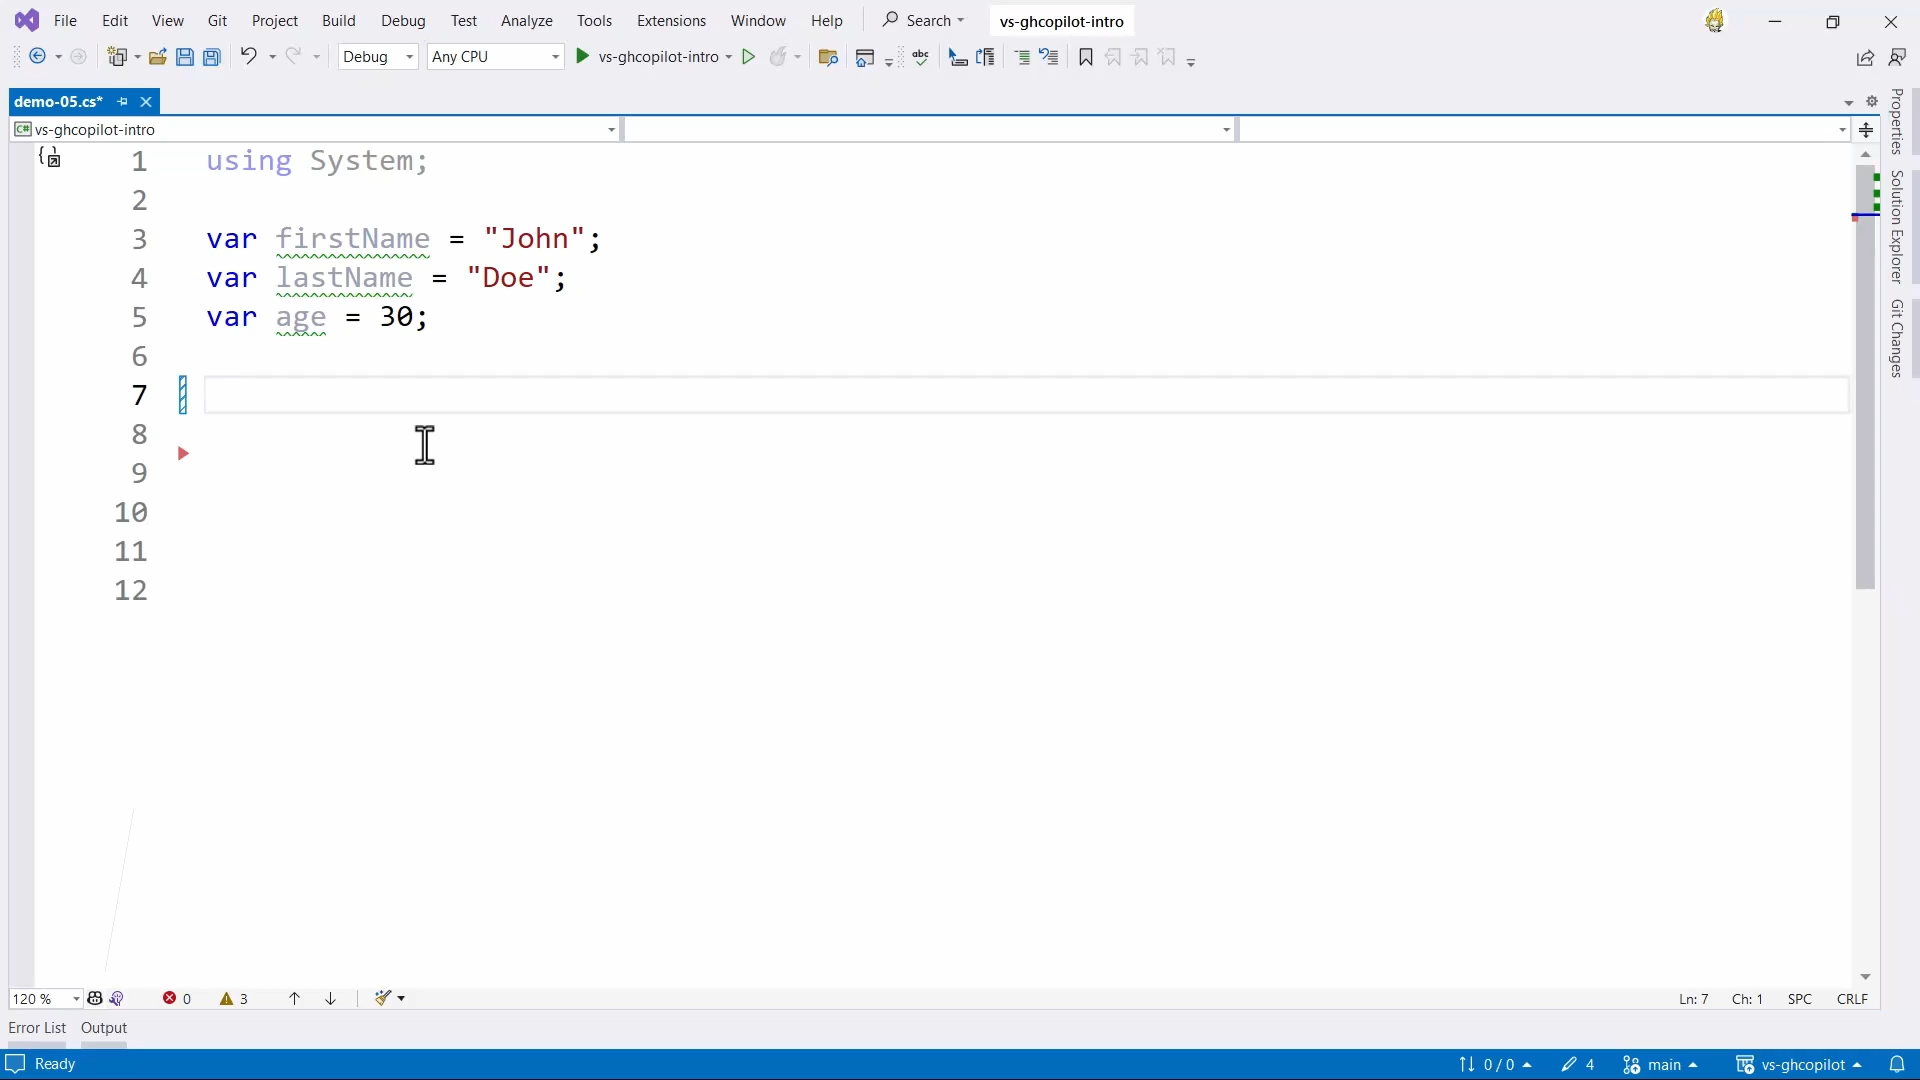 File Edit View Git Project Build Debug Test Analyze Tools Extensions Window Help Search vs-ghcopilot-intro
Debug Any CPU vs-ghcopilot-intro abc
demo-05.cs*
C# vs-ghcopilot-intro
1 using System;
2
3 var firstName = "John";
4 var lastName = "Doe";
5 var age = 30;
6
7
8
9
10
11
12
Properties
Solution Explorer
Git Changes
120 % 0 3 Ln: 7 Ch: 1 SPC CRLF
Error List Output
Ready 0 / 0 4 main vs-ghcopilot